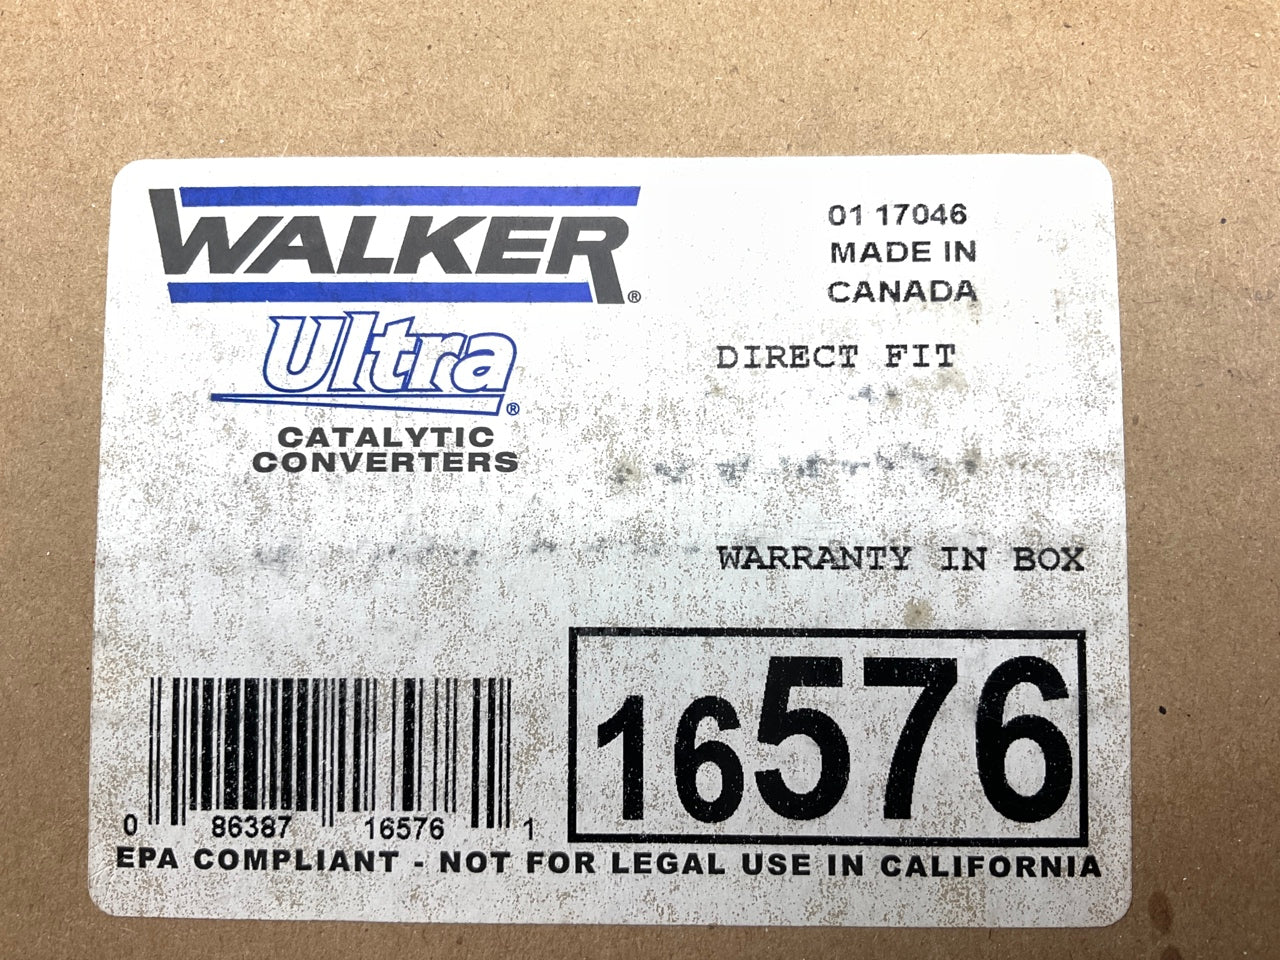 WALKER®
Ultra®
CATALYTIC
CONVERTERS
01 17046
MADE IN
CANADA
DIRECT FIT
WARRANTY IN BOX
16576
0 86387 16576 1
EPA COMPLIANT - NOT FOR LEGAL USE IN CALIFORNIA